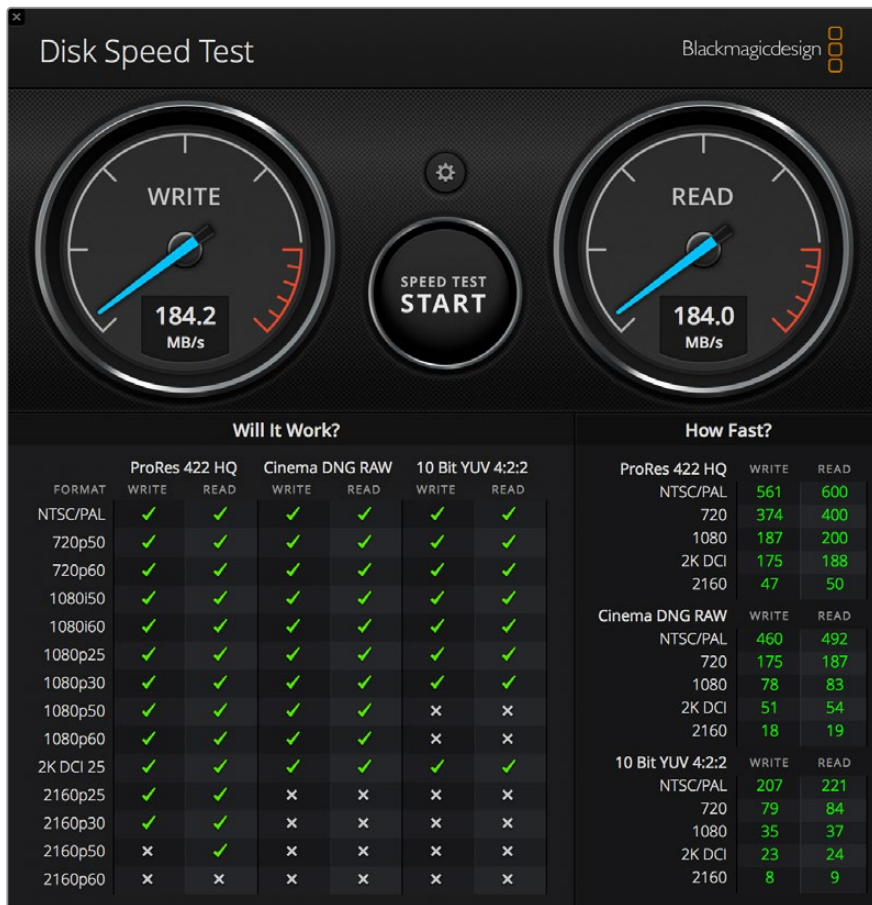 Disk Speed Test
Blackmagicdesign
WRITE
184.2
MB/s
SPEED TEST
START
READ
184.0
MB/s
Will It Work?
ProRes 422 HQ Cinema DNG RAW 10 Bit YUV 4:2:2
FORMAT WRITE READ WRITE READ WRITE READ
NTSC/PAL ✓ ✓ ✓ ✓ ✓ ✓
720p50 ✓ ✓ ✓ ✓ ✓ ✓
720p60 ✓ ✓ ✓ ✓ ✓ ✓
1080i50 ✓ ✓ ✓ ✓ ✓ ✓
1080i60 ✓ ✓ ✓ ✓ ✓ ✓
1080p25 ✓ ✓ ✓ ✓ ✓ ✓
1080p30 ✓ ✓ ✓ ✓ ✓ ✓
1080p50 ✓ ✓ ✓ ✓ × ×
1080p60 ✓ ✓ ✓ ✓ × ×
2K DCI 25 ✓ ✓ ✓ ✓ ✓ ✓
2160p25 ✓ ✓ × × × ×
2160p30 ✓ ✓ × × × ×
2160p50 × ✓ × × × ×
2160p60 × × × × × ×
How Fast?
ProRes 422 HQ WRITE READ
NTSC/PAL 561 600
720 374 400
1080 187 200
2K DCI 175 188
2160 47 50
Cinema DNG RAW WRITE READ
NTSC/PAL 460 492
720 175 187
1080 78 83
2K DCI 51 54
2160 18 19
10 Bit YUV 4:2:2 WRITE READ
NTSC/PAL 207 221
720 79 84
1080 35 37
2K DCI 23 24
2160 8 9